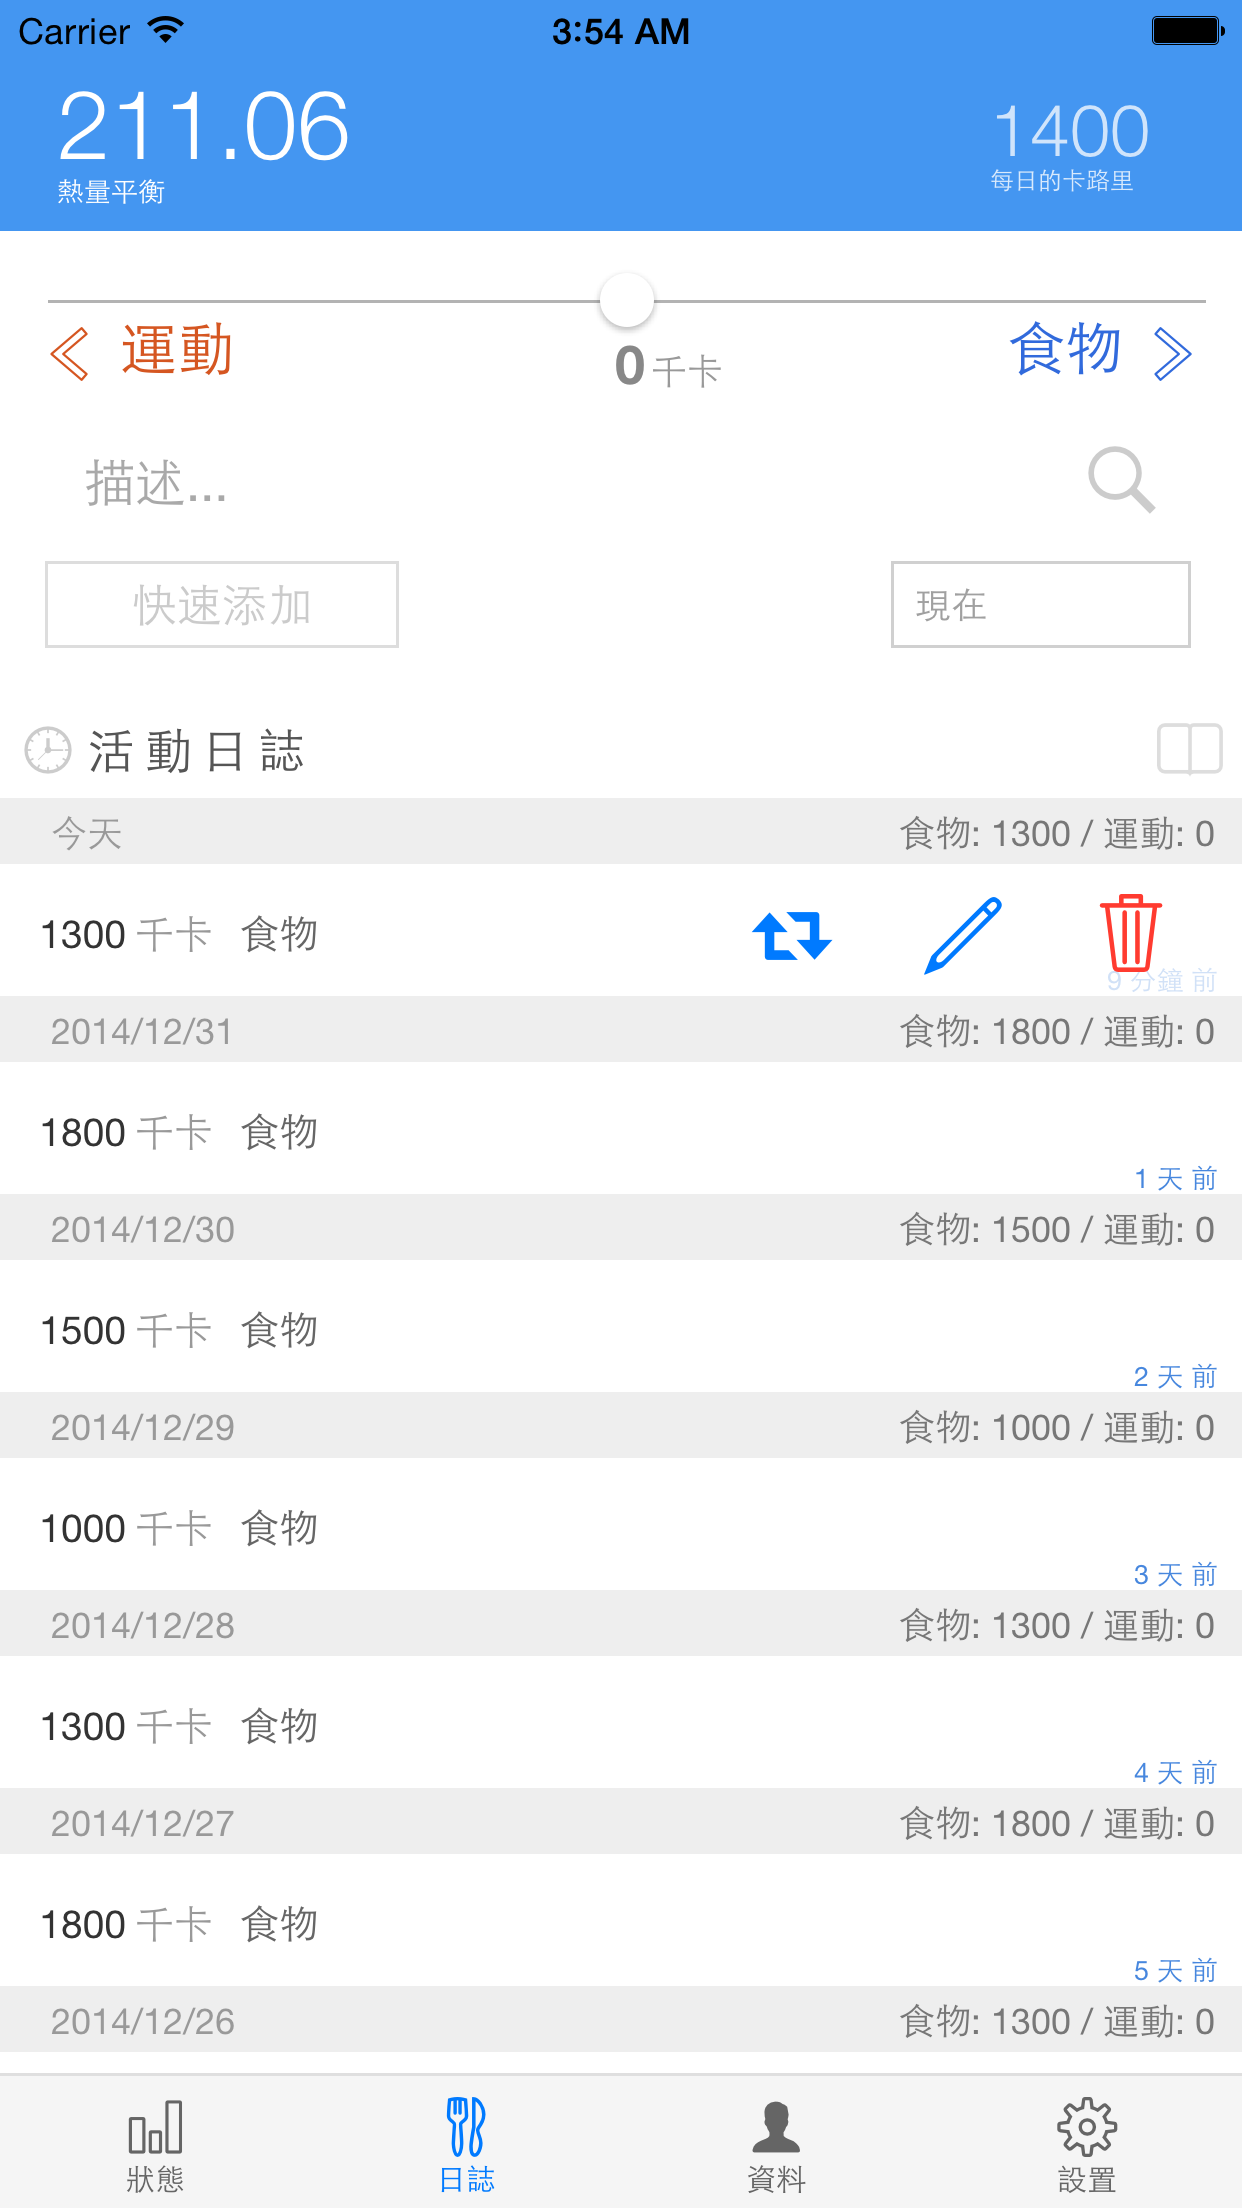 Carrier 3:54 AM
211.06 1400
熱量平衡 每日的卡路里
運動 0 千卡 食物
描述...
快速添加 現在
活動日誌
今天 食物: 1300 / 運動: 0
1300 千卡 食物
9 分鐘 前
2014/12/31 食物: 1800 / 運動: 0
1800 千卡 食物
1 天 前
2014/12/30 食物: 1500 / 運動: 0
1500 千卡 食物
2 天 前
2014/12/29 食物: 1000 / 運動: 0
1000 千卡 食物
3 天 前
2014/12/28 食物: 1300 / 運動: 0
1300 千卡 食物
4 天 前
2014/12/27 食物: 1800 / 運動: 0
1800 千卡 食物
5 天 前
2014/12/26 食物: 1300 / 運動: 0
狀態 日誌 資料 設置